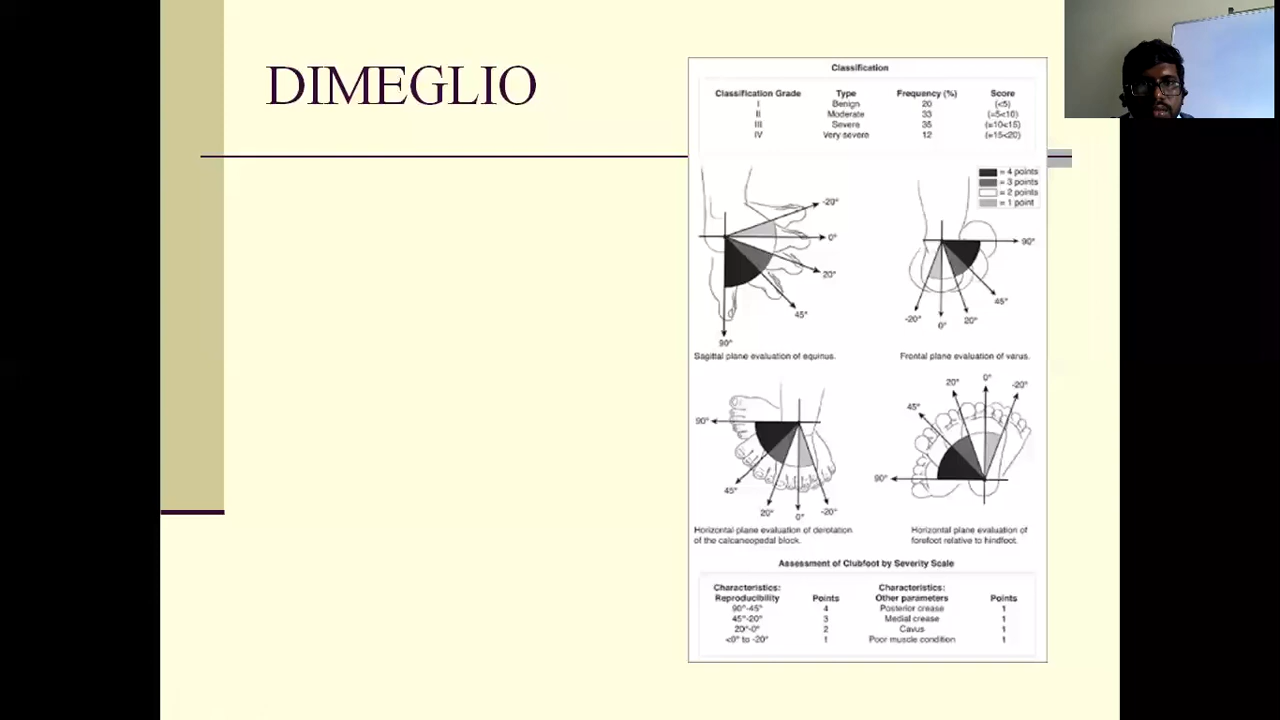 DIMEGLIO
Classification
Classification Grade Type Frequency (%) Score
I Benign 20 (<5)
II Moderate 33 (=5<10)
III Severe 35 (=10<15)
IV Very severe 12 (=15<20)
= 4 points
= 3 points
= 2 points
= 1 point
-20°
0°
20°
45°
90°
Sagittal plane evaluation of equinus.
90°
45°
20°
0°
-20°
Frontal plane evaluation of varus.
90°
45°
20°
0°
-20°
Horizontal plane evaluation of derotation
of the calcaneopedal block.
90°
45°
20°
0°
-20°
Horizontal plane evaluation of
forefoot relative to hindfoot.
Assessment of Clubfoot by Severity Scale
Characteristics: Characteristics:
Reproducibility Points Other parameters Points
90°-45° 4 Posterior crease 1
45°-20° 3 Medial crease 1
20°-0° 2 Cavus 1
<0° to -20° 1 Poor muscle condition 1